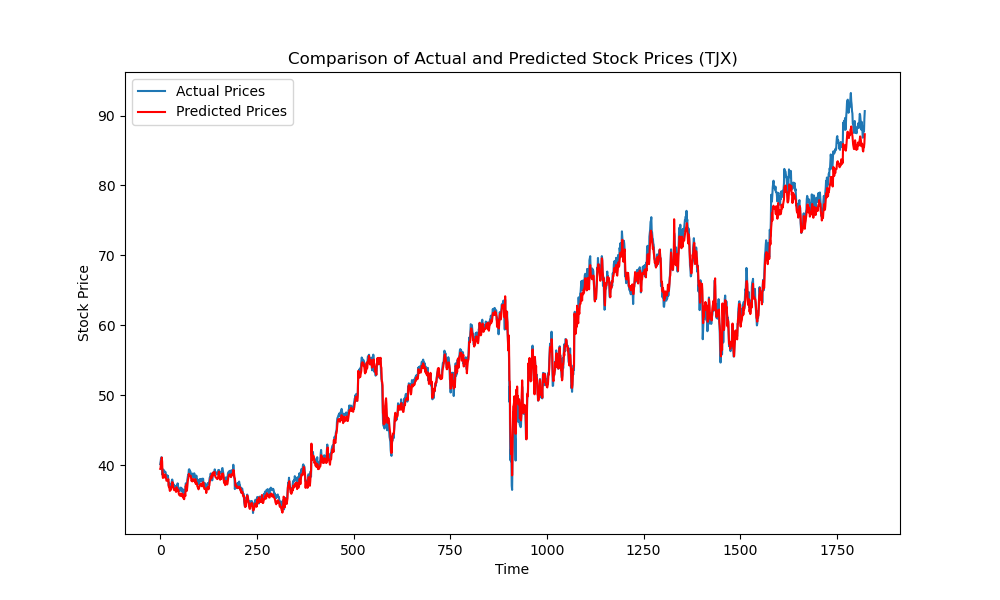 Comparison of Actual and Predicted Stock Prices (TJX)
Actual Prices
Predicted Prices
90
80
70
60
50
40
Stock Price
0 250 500 750 1000 1250 1500 1750
Time